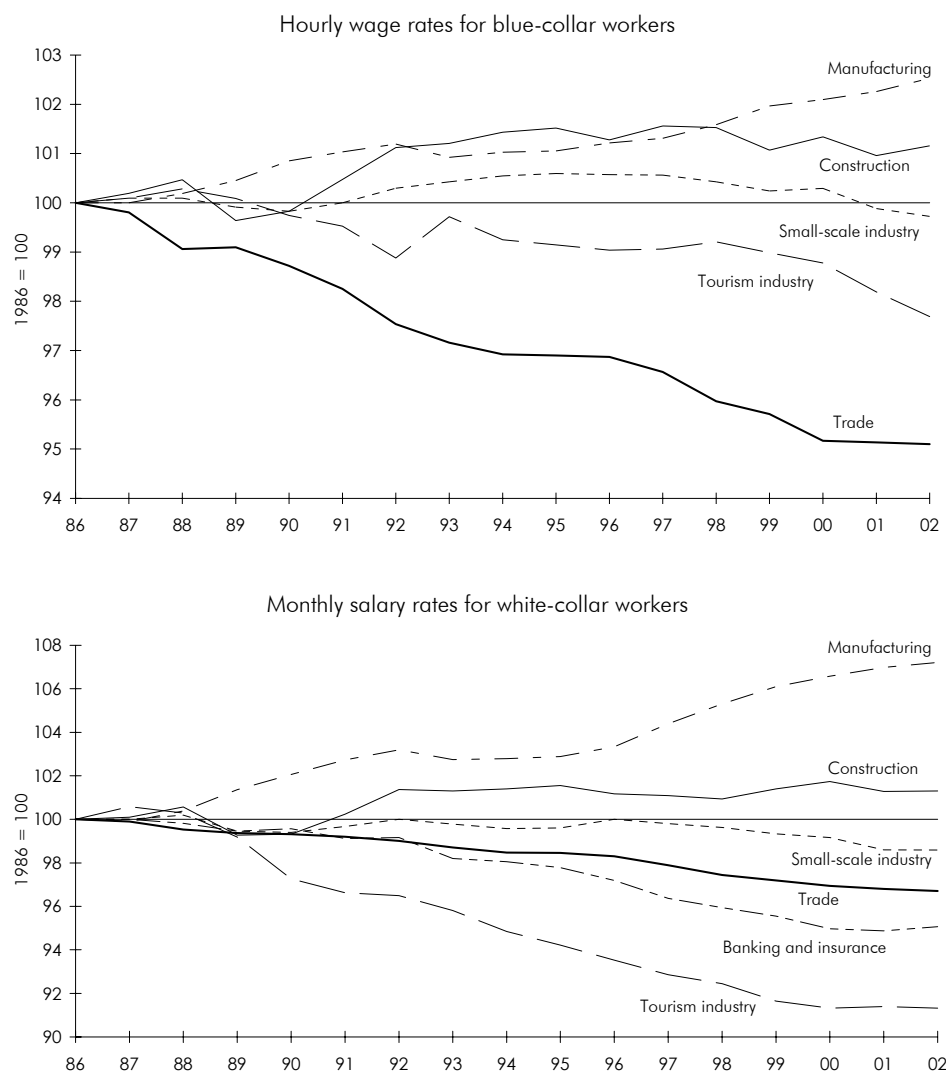 Hourly wage rates for blue-collar workers
103
Manufacturing
102
101
Construction
100
Small-scale industry
99
Tourism industry
98
1986 = 100
97
96
Trade
95
94
86 87 88 89 90 91 92 93 94 95 96 97 98 99 00 01 02
Monthly salary rates for white-collar workers
108
Manufacturing
106
104
102
Construction
100
1986 = 100
Small-scale industry
98
Trade
96
Banking and insurance
94
92
Tourism industry
90
86 87 88 89 90 91 92 93 94 95 96 97 98 99 00 01 02